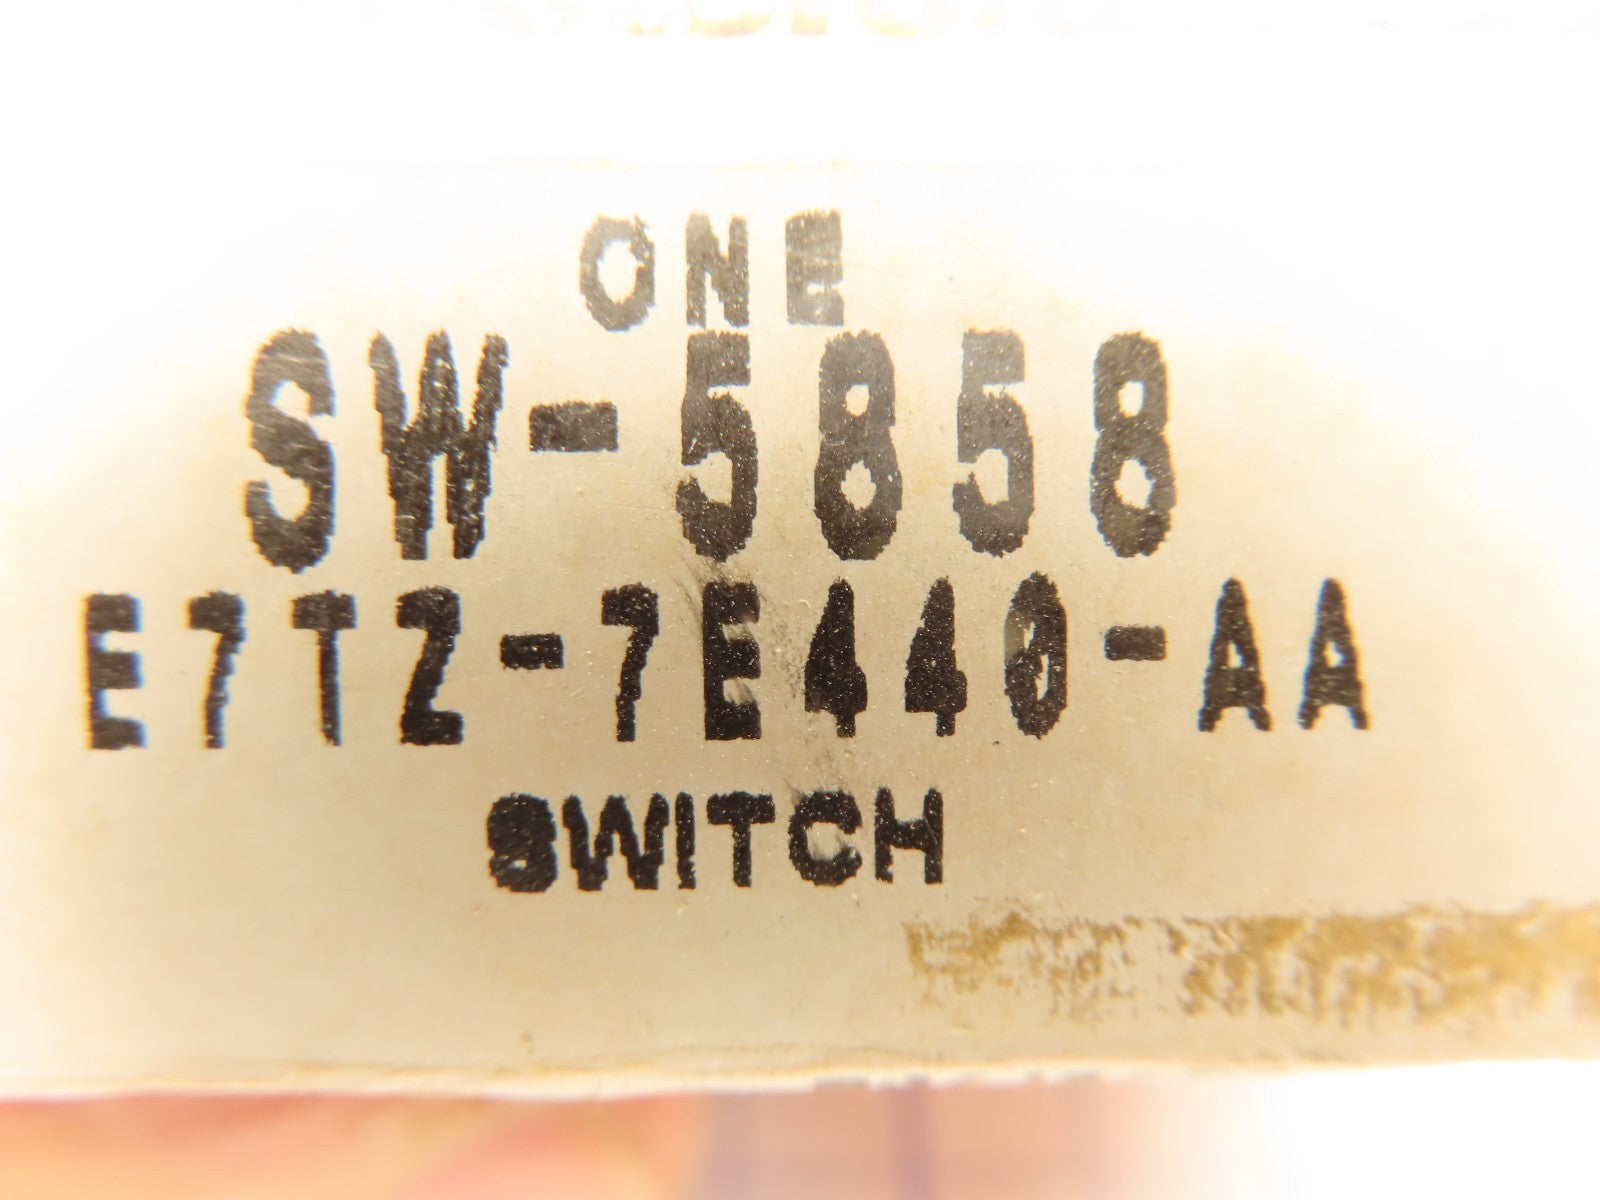 ONE
SW-5858
E7TZ-7E440-AA
SWITCH